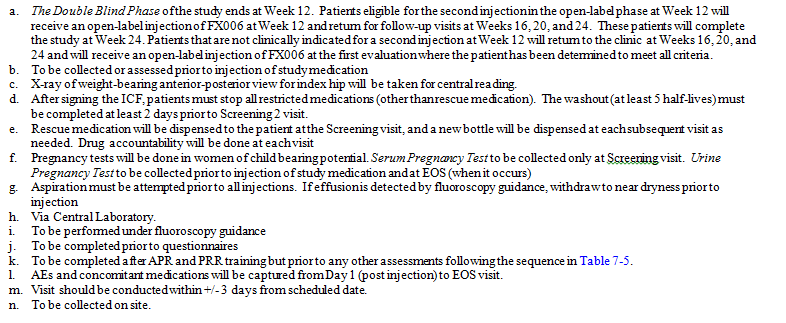 a. The Double Blind Phase of the study ends at Week 12. Patients eligible for the second injection in the open-label phase at Week 12 will
receive an open-label injection of FX006 at Week 12 and return for follow-up visits at Weeks 16, 20, and 24. These patients will complete
the study at Week 24. Patients that are not clinically indicated for a second injection at Week 12 will return to the clinic at Weeks 16, 20, and
24 and will receive an open-label injection of FX006 at the first evaluation where the patient has been determined to meet all criteria.
b. To be collected or assessed prior to injection of study medication
c. X-ray of weight-bearing anterior-posterior view for index hip will be taken for central reading.
d. After signing the ICF, patients must stop all restricted medications (other than rescue medication). The washout (at least 5 half-lives) must
be completed at least 2 days prior to Screening 2 visit.
e. Rescue medication will be dispensed to the patient at the Screening visit, and a new bottle will be dispensed at each subsequent visit as
needed. Drug accountability will be done at each visit
f. Pregnancy tests will be done in women of child bearing potential. Serum Pregnancy Test to be collected only at Screening visit. Urine
Pregnancy Test to be collected prior to injection of study medication and at EOS (when it occurs)
g. Aspiration must be attempted prior to all injections. If effusion is detected by fluoroscopy guidance, withdraw to near dryness prior to
injection
h. Via Central Laboratory.
i. To be performed under fluoroscopy guidance
j. To be completed prior to questionnaires
k. To be completed after APR and PRR training but prior to any other assessments following the sequence in Table 7-5.
l. AEs and concomitant medications will be captured from Day 1 (post injection) to EOS visit.
m. Visit should be conducted within +/- 3 days from scheduled date.
n. To be collected on site.